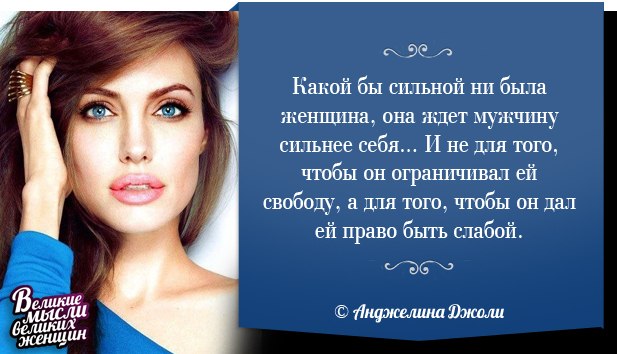 Какой бы сильной ни была
женщина, она ждет мужчину
сильнее себя... И не для того,
чтобы он ограничивал ей
свободу, а для того, чтобы он дал
ей право быть слабой.
© Анджелина Джоли
Великие
мысли
великих
женщин